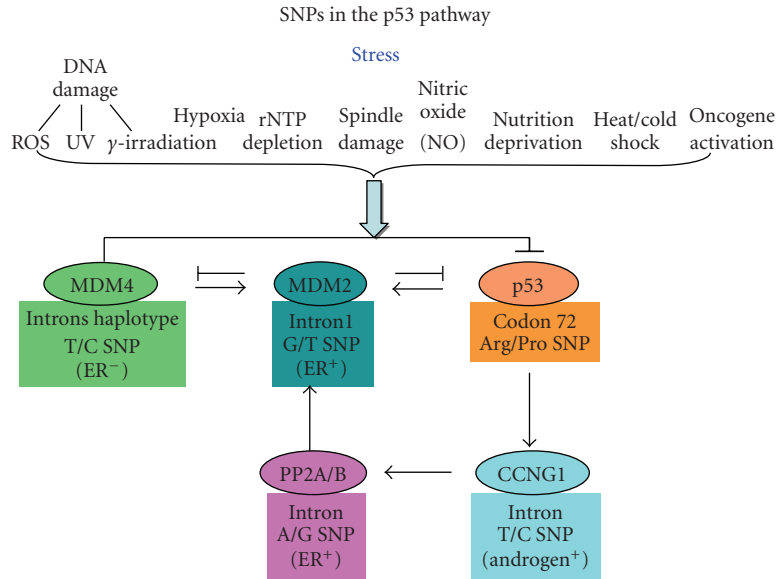 SNPs in the p53 pathway
Stress
DNA
damage
ROS
UV
γ-irradiation
Hypoxia
rNTP
depletion
Spindle
damage
Nitric
oxide
(NO)
Nutrition
deprivation
Heat/cold
shock
Oncogene
activation
MDM4
Introns haplotype
T/C SNP
(ER⁻)
MDM2
Intron1
G/T SNP
(ER⁺)
p53
Codon 72
Arg/Pro SNP
PP2A/B
Intron
A/G SNP
(ER⁺)
CCNG1
Intron
T/C SNP
(androgen⁺)